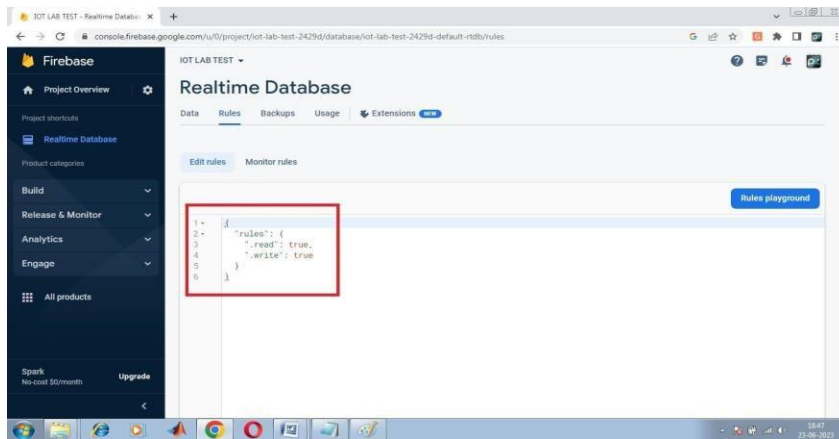 IOT LAB TEST - Realtime Databas
console.firebase.google.com/u/0/project/iot-lab-test-2429d/database/iot-lab-test-2429d-default-rtdb/rules
Firebase
IOT LAB TEST
Project Overview
Realtime Database
Project shortcuts
Data Rules Backups Usage Extensions NEW
Realtime Database
Product categories
Edit rules Monitor rules
Build
Rules playground
Release & Monitor
Analytics
Engage
All products
1 {
2 "rules": {
3 ".read": true,
4 ".write": true
5 }
6 }
Spark
No-cost $0/month
Upgrade
18:47
23-06-2023